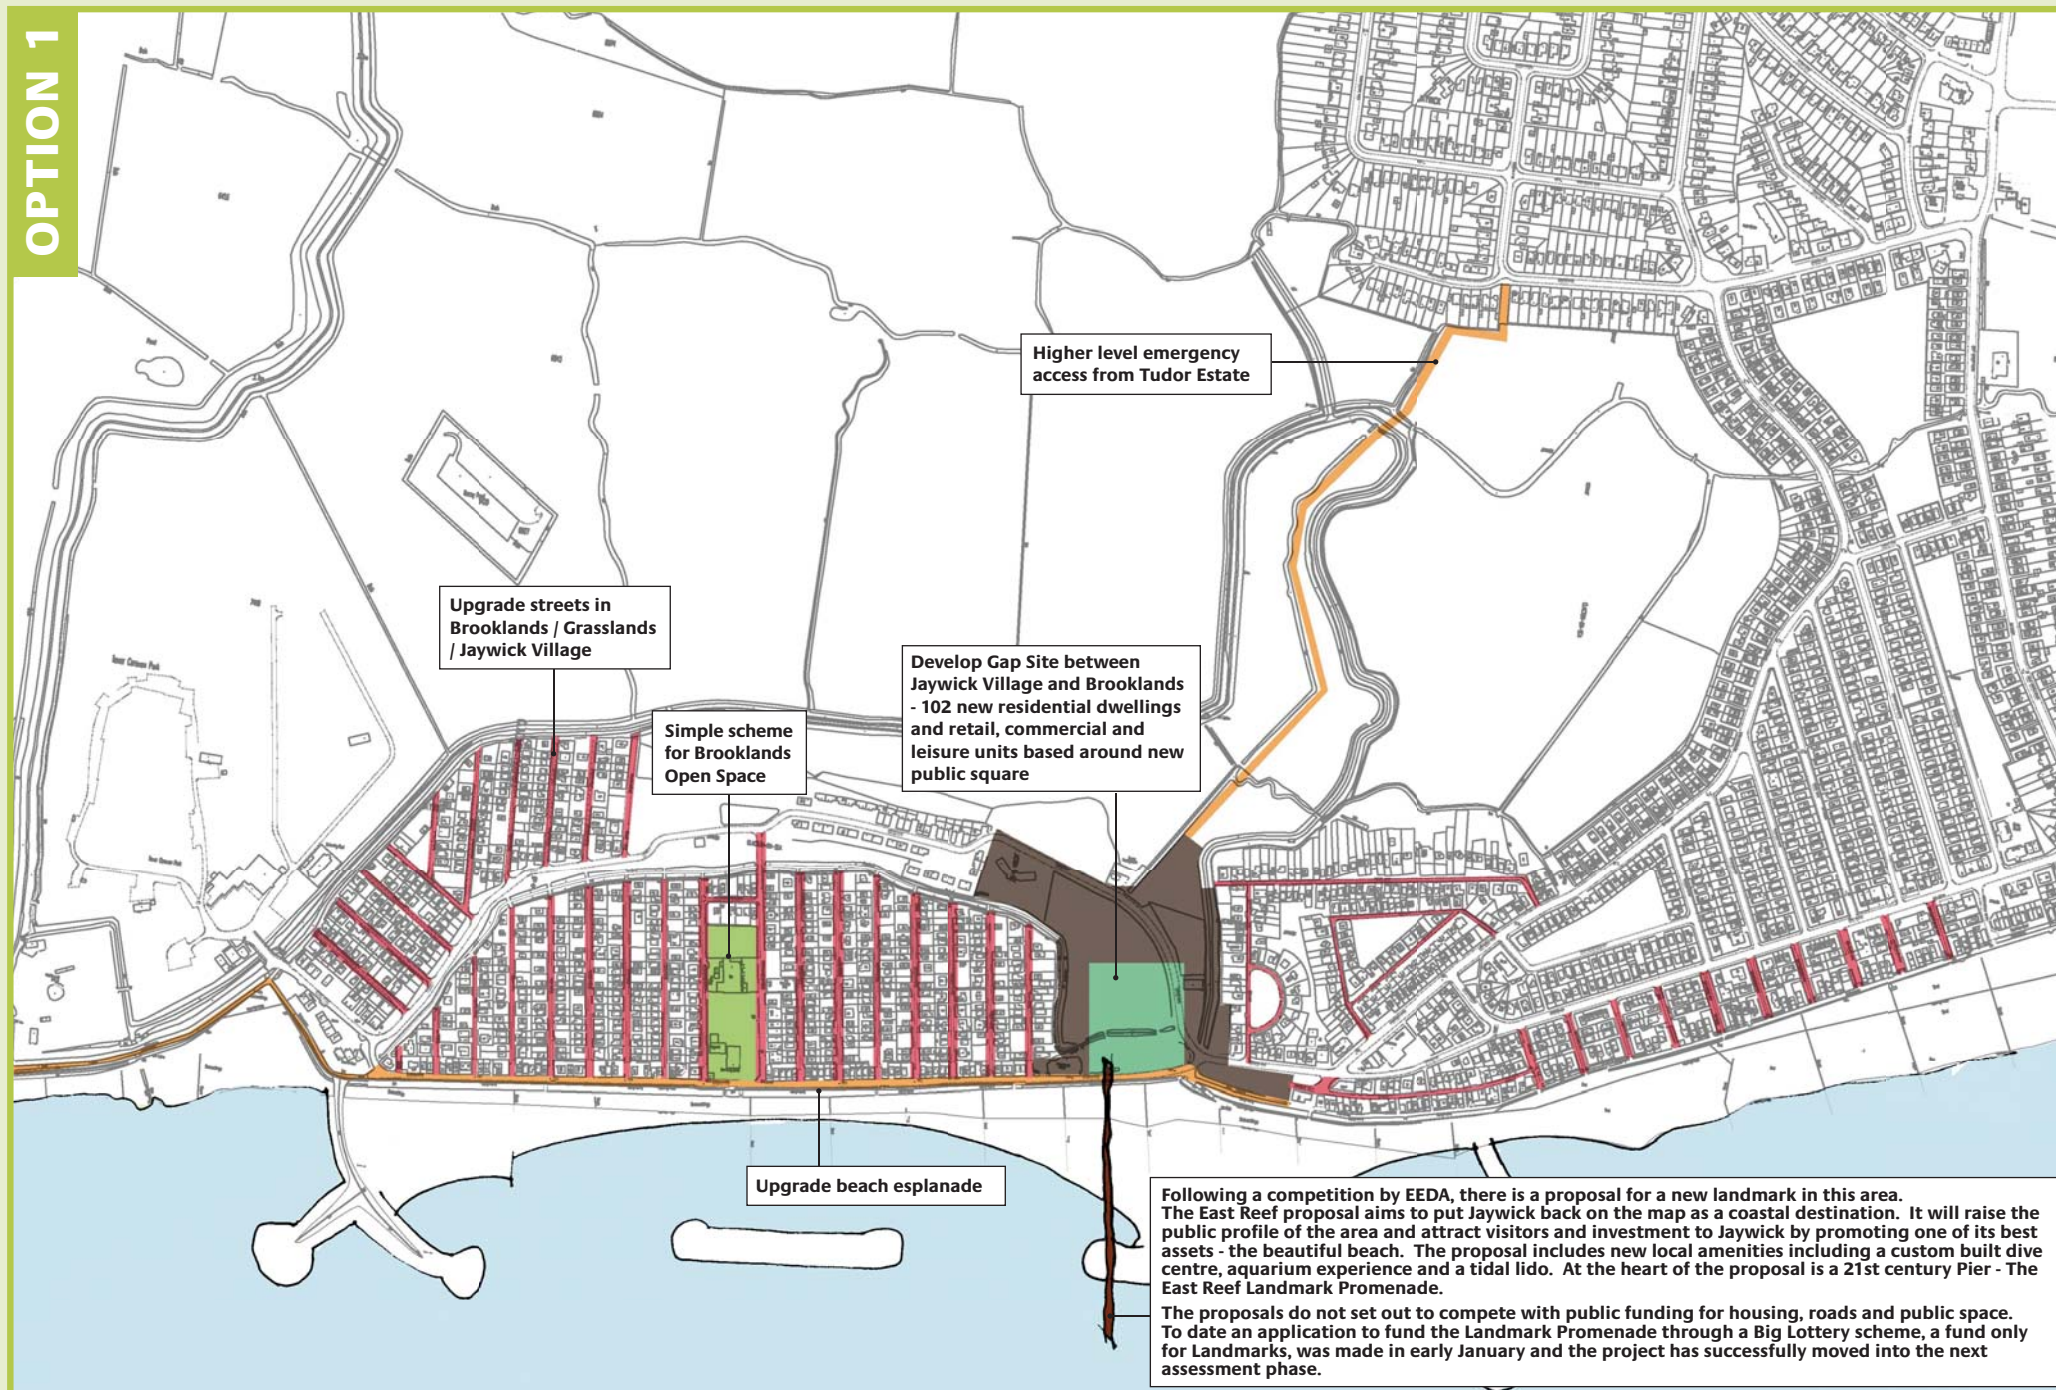 OPTION 1
Higher level emergency
access from Tudor Estate
Upgrade streets in
Brooklands / Grasslands
/ Jaywick Village
Develop Gap Site between
Jaywick Village and Brooklands
- 102 new residential dwellings
and retail, commercial and
leisure units based around new
public square
Simple scheme
for Brooklands
Open Space
Upgrade beach esplanade
Following a competition by EEDA, there is a proposal for a new landmark in this area.
The East Reef proposal aims to put Jaywick back on the map as a coastal destination. It will raise the
public profile of the area and attract visitors and investment to Jaywick by promoting one of its best
assets - the beautiful beach. The proposal includes new local amenities including a custom built dive
centre, aquarium experience and a tidal lido. At the heart of the proposal is a 21st century Pier - The
East Reef Landmark Promenade.
The proposals do not set out to compete with public funding for housing, roads and public space.
To date an application to fund the Landmark Promenade through a Big Lottery scheme, a fund only
for Landmarks, was made in early January and the project has successfully moved into the next
assessment phase.